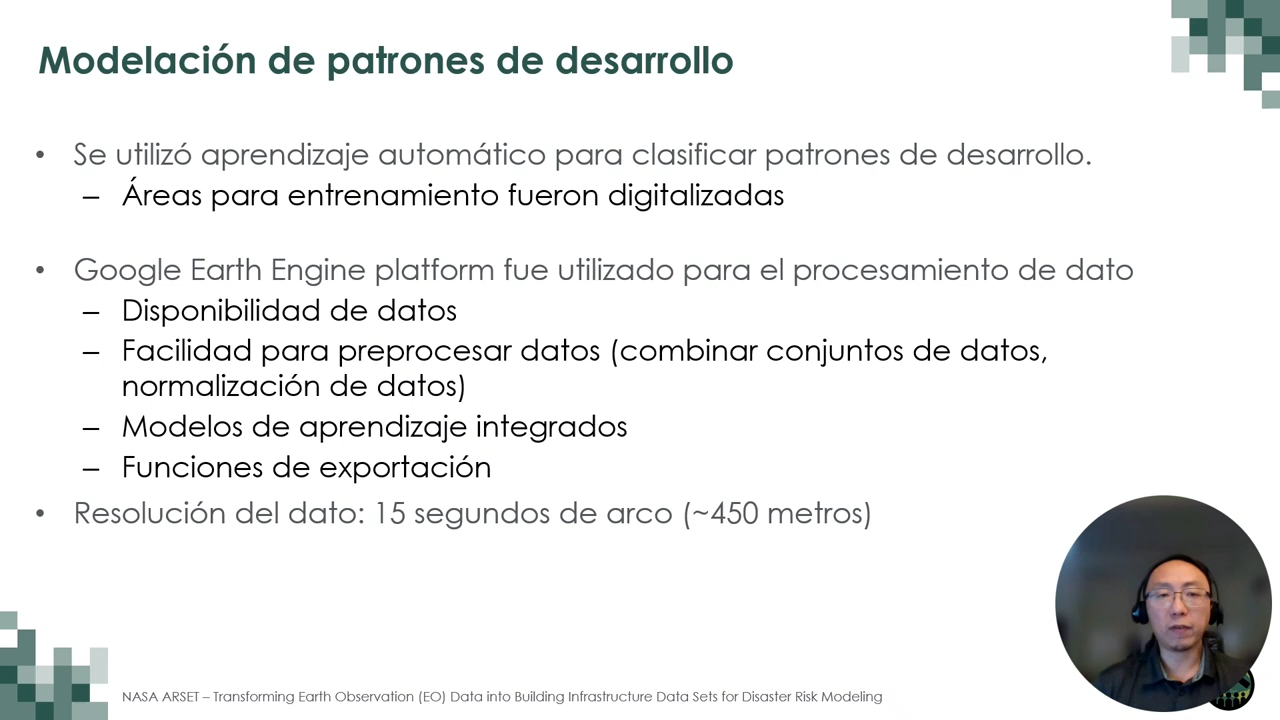 Modelación de patrones de desarrollo
• Se utilizó aprendizaje automático para clasificar patrones de desarrollo.
– Áreas para entrenamiento fueron digitalizadas
• Google Earth Engine platform fue utilizado para el procesamiento de dato
– Disponibilidad de datos
– Facilidad para preprocesar datos (combinar conjuntos de datos,
normalización de datos)
– Modelos de aprendizaje integrados
– Funciones de exportación
• Resolución del dato: 15 segundos de arco (~450 metros)
NASA ARSET – Transforming Earth Observation (EO) Data into Building Infrastructure Data Sets for Disaster Risk Modeling